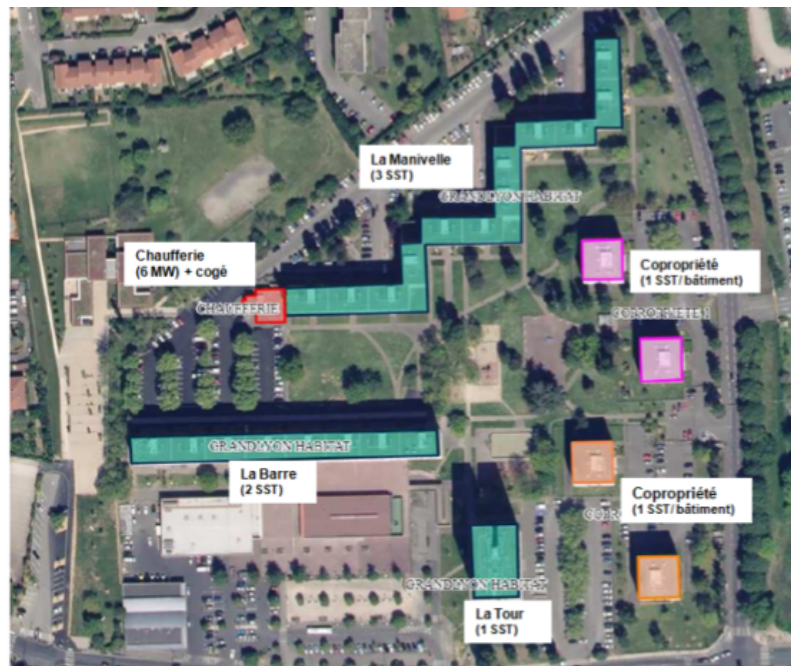 La Manivelle
(3 SST)
GRANDLYON HABITAT
Chaufferie
(6 MW) + cogé
CHAUFFERIE
Copropriété
(1 SST/bâtiment)
GRANDLYON HABITAT
La Barre
(2 SST)
Copropriété
(1 SST/bâtiment)
GRANDLYON HABITAT
La Tour
(1 SST)